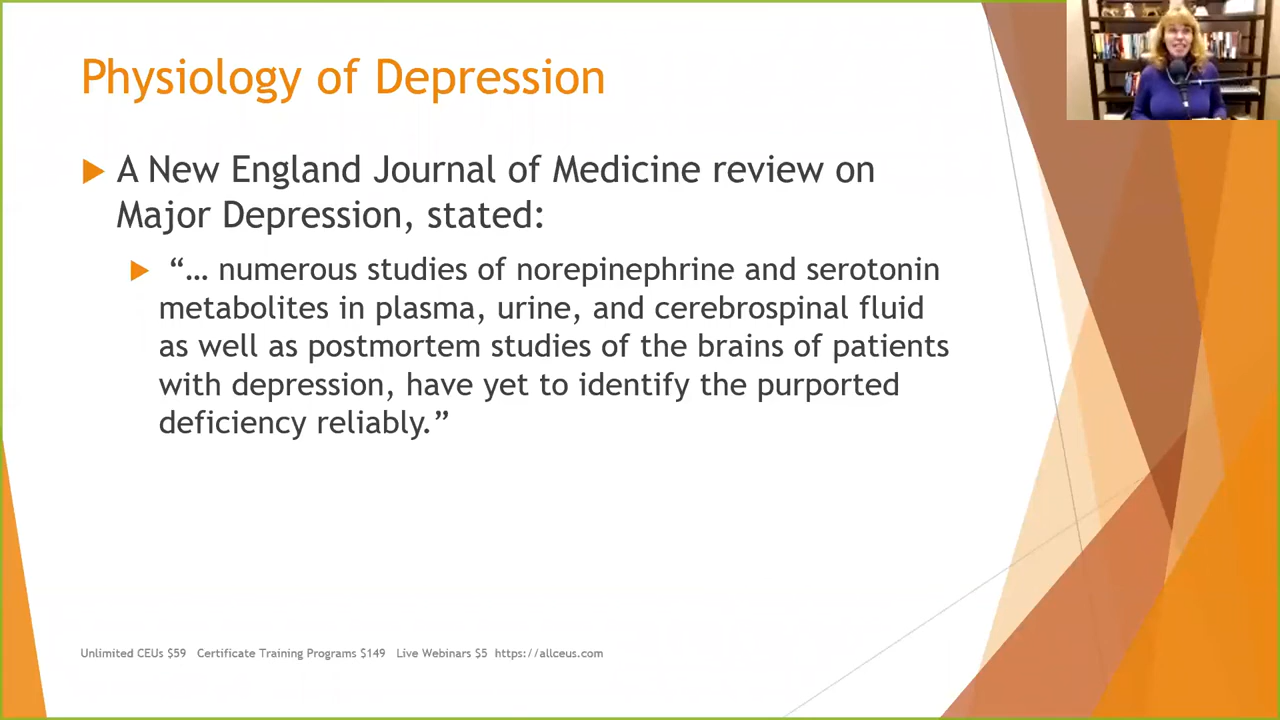 Physiology of Depression
A New England Journal of Medicine review on
Major Depression, stated:
“… numerous studies of norepinephrine and serotonin
metabolites in plasma, urine, and cerebrospinal fluid
as well as postmortem studies of the brains of patients
with depression, have yet to identify the purported
deficiency reliably.”
Unlimited CEUs $59 Certificate Training Programs $149 Live Webinars $5 https://allceus.com